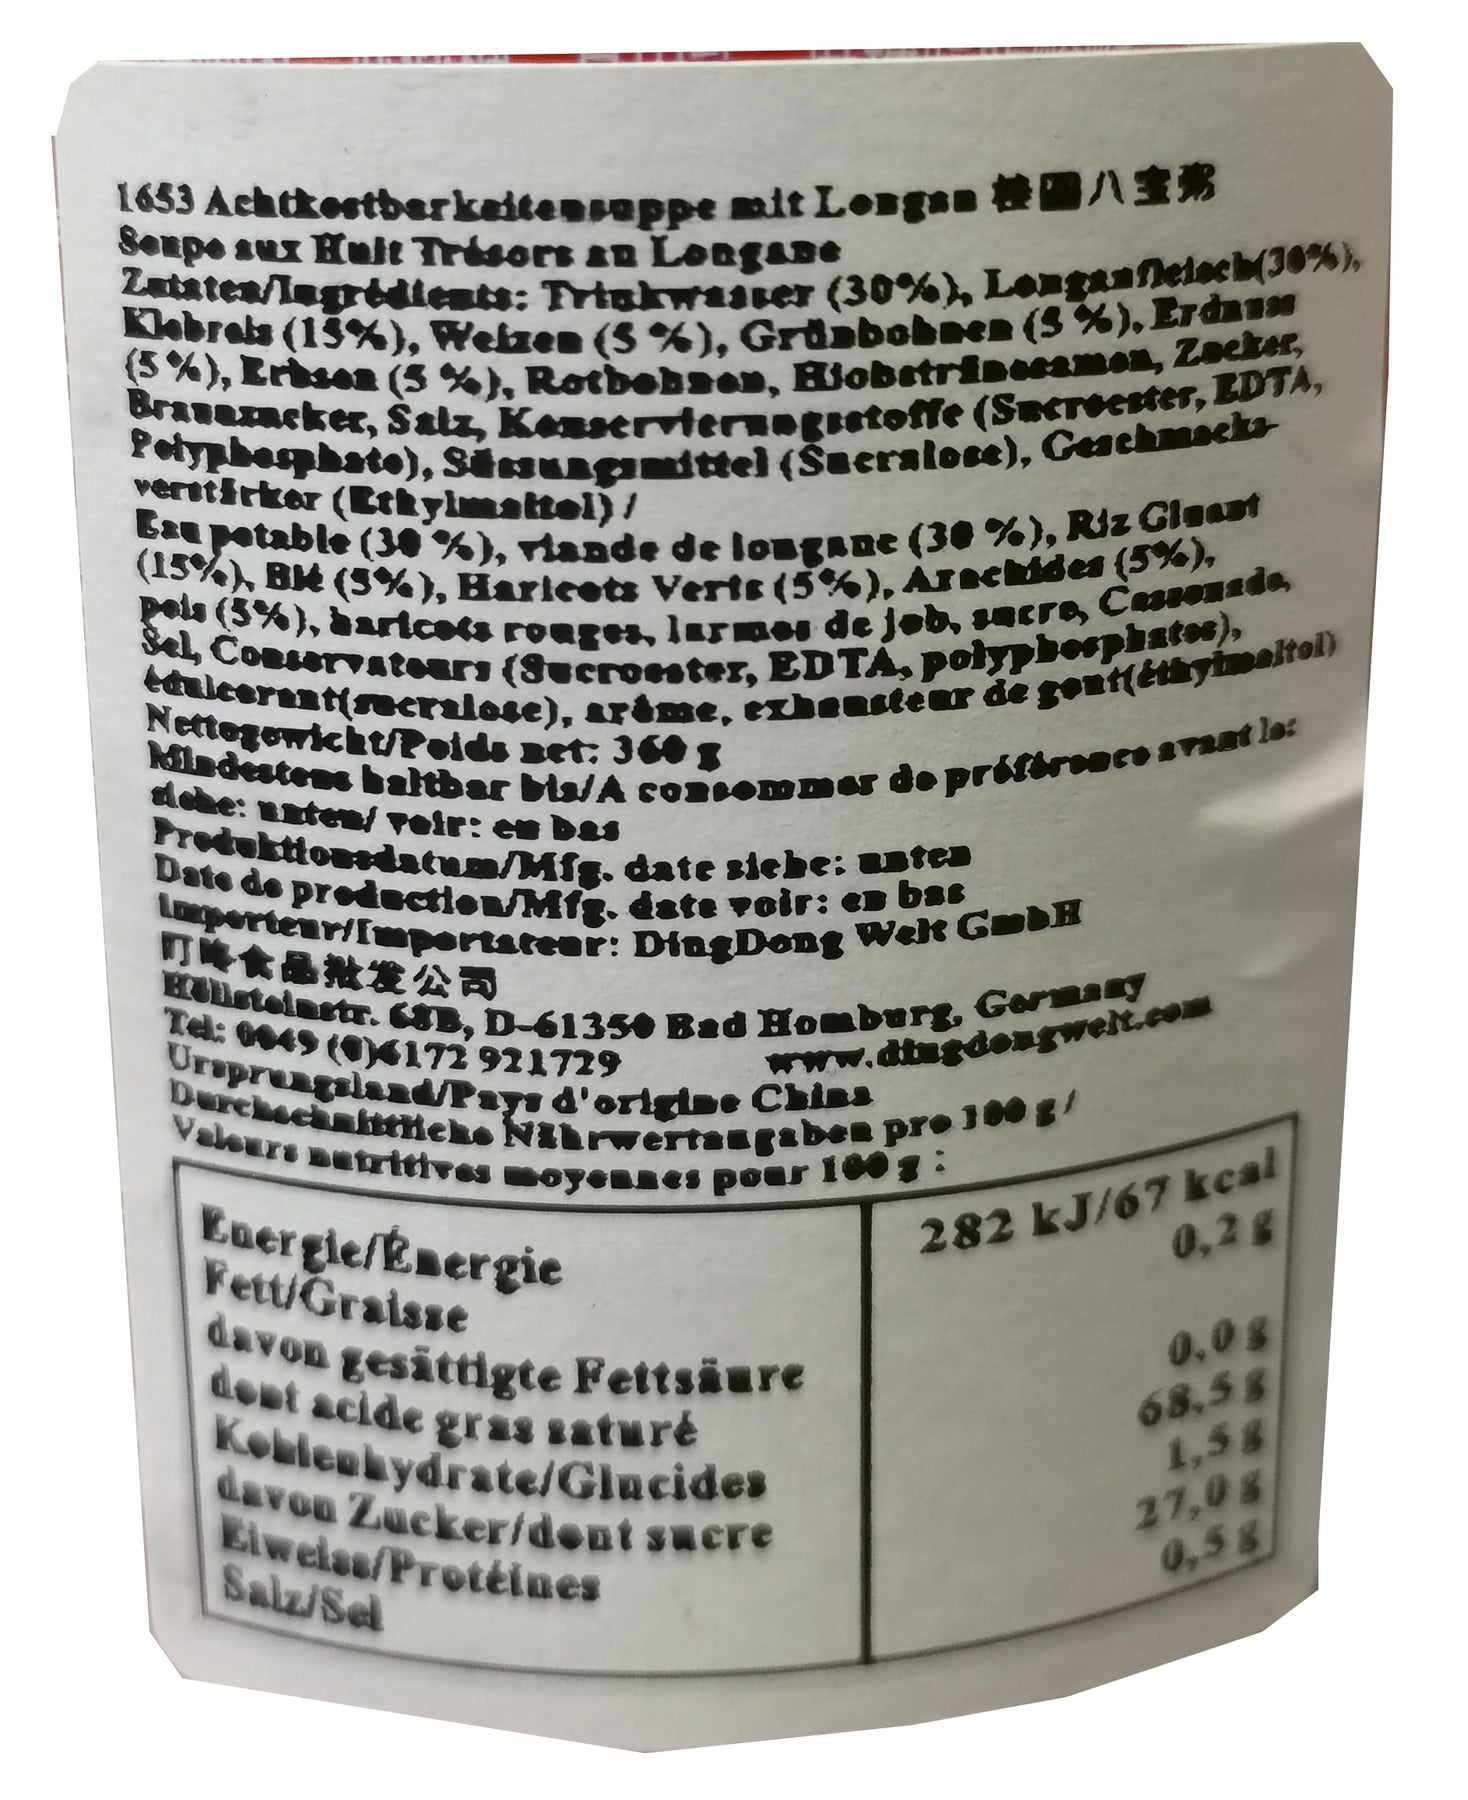 1653 Achtkostbarkeitensuppe mit Longan 桂圆八宝粥
Soupe aux Huit Trésors au Longane
Zutaten/Ingrédients: Trinkwasser (30%), Longanfleisch(30%),
Klebreis (15%), Weizen (5 %), Grünbohnen (5 %), Erdnuss
(5 %), Erbsen (5 %), Rotbohnen, Hiobstränensamen, Zucker,
Braunzucker, Salz, Konservierungsstoffe (Sucroester, EDTA,
Polyphosphate), Süssungsmittel (Sucralose), Geschmacks-
verstärker (Ethylmaltol) /
Eau potable (30 %), viande de longane (30 %), Riz Gluant
(15%), Blé (5%), Haricots Verts (5%), Arachides (5%),
pois (5%), haricots rouges, larmes de job, sucre, Cassonade,
Sel, Conservateurs (Sucroester, EDTA, polyphosphates),
édulcorant(sucralose), arôme, exhausteur de gout(éthylmaltol)
Nettogewicht/Poids net: 360 g
Mindestens haltbar bis/A consommer de préférence avant le:
siehe: unten/ voir: en bas
Produktionsdatum/Mfg. date siehe: unten
Date de production/Mfg. date voir: en bas
Importeur/Importateur: DingDong Welt GmbH
叮咚食品批发公司
Höllsteinstr. 68B, D-61350 Bad Homburg, Germany
Tel: 0049 (0)6172 921729 www.dingdongwelt.com
Ursprungsland/Pays d'origine China
Durchschnittliche Nährwertangaben pro 100 g /
Valeurs nutritives moyennes pour 100 g :
Energie/Énergie 282 kJ/67 kcal
Fett/Graisse 0,2 g
davon gesättigte Fettsäure
dont acide gras saturé 0,0 g
Kohlenhydrate/Glucides 68,5 g
davon Zucker/dont sucre 1,5 g
Eiweiss/Protéines 27,0 g
Salz/Sel 0,5 g